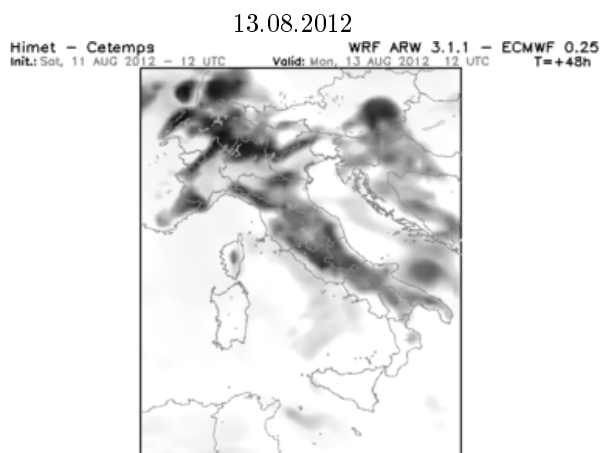 13.08.2012
Himet – Cetemps WRF ARW 3.1.1 – ECMWF 0.25
Init.: Sat, 11 AUG 2012 – 12 UTC Valid: Mon, 13 AUG 2012 12 UTC T=+48h